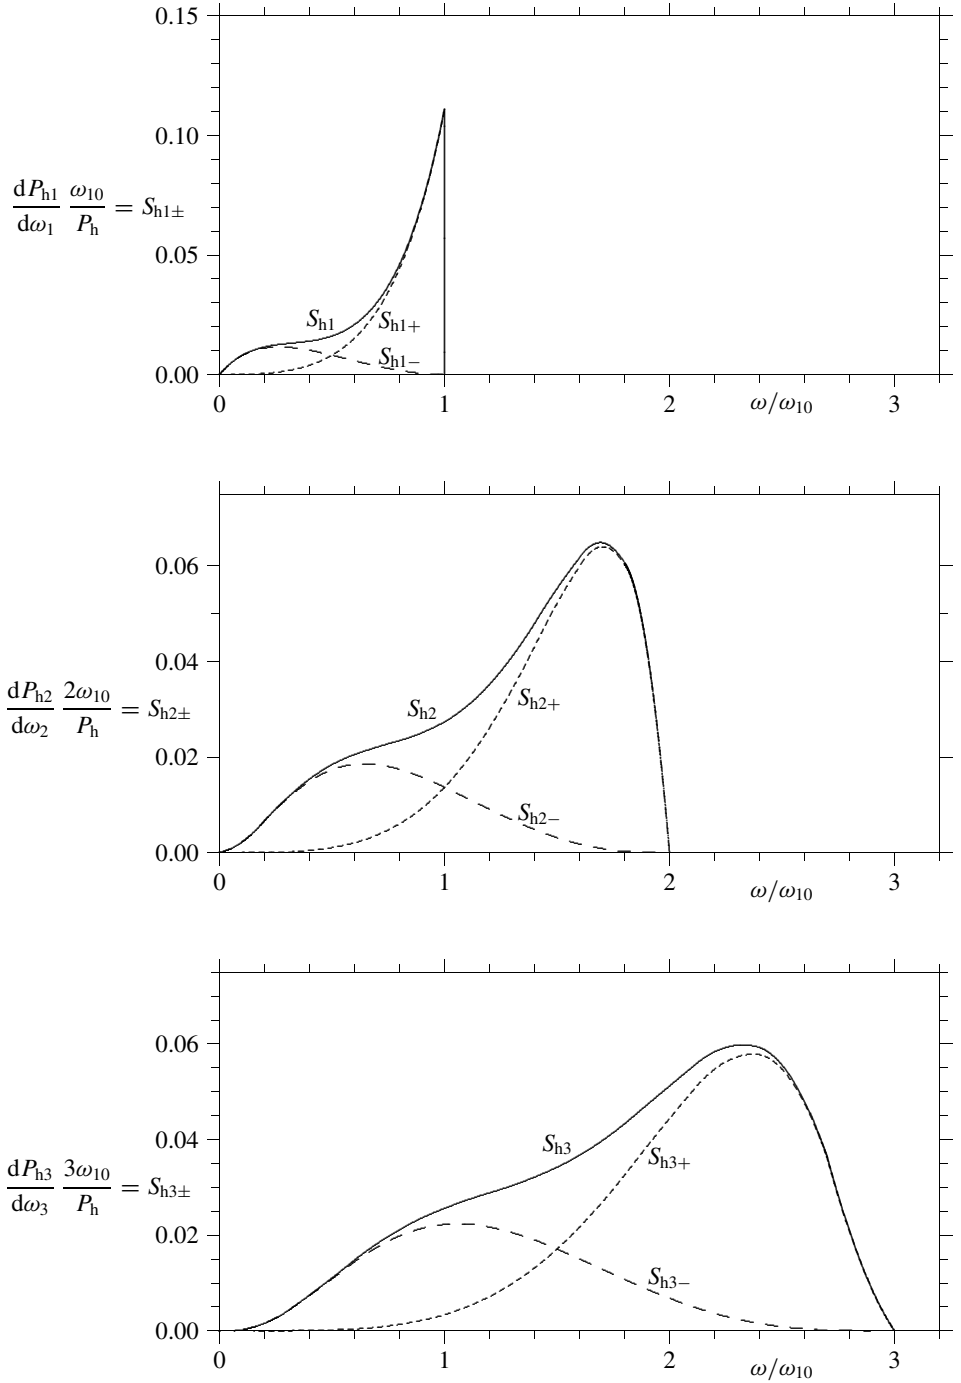 0.15
0.10
dP_h1/dω_1 ω_10/P_h = S_h1±
0.05
S_h1
S_h1+
S_h1−
0.00
0 1 2 ω/ω_10 3
0.06
0.04
dP_h2/dω_2 2ω_10/P_h = S_h2±
S_h2
S_h2+
0.02
S_h2−
0.00
0 1 2 ω/ω_10 3
0.06
0.04
S_h3
S_h3+
dP_h3/dω_3 3ω_10/P_h = S_h3±
0.02
S_h3−
0.00
0 1 2 ω/ω_10 3